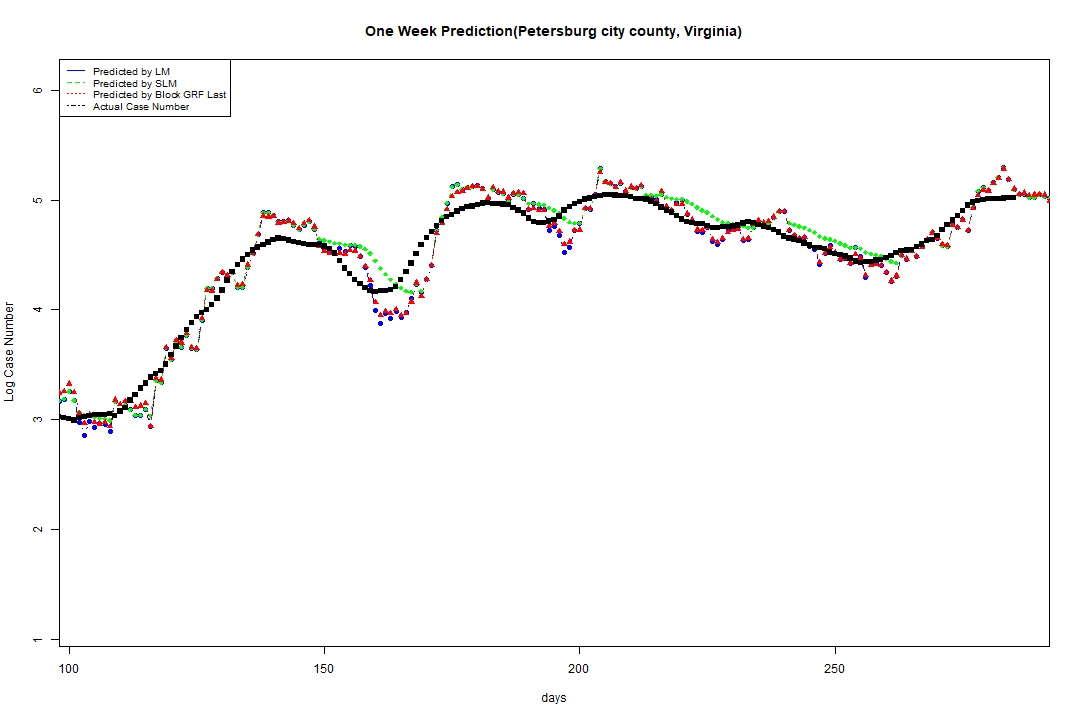 One Week Prediction(Petersburg city county, Virginia)
Predicted by LM
Predicted by SLM
Predicted by Block GRF Last
Actual Case Number
6
5
4
3
2
1
Log Case Number
100 150 200 250
days